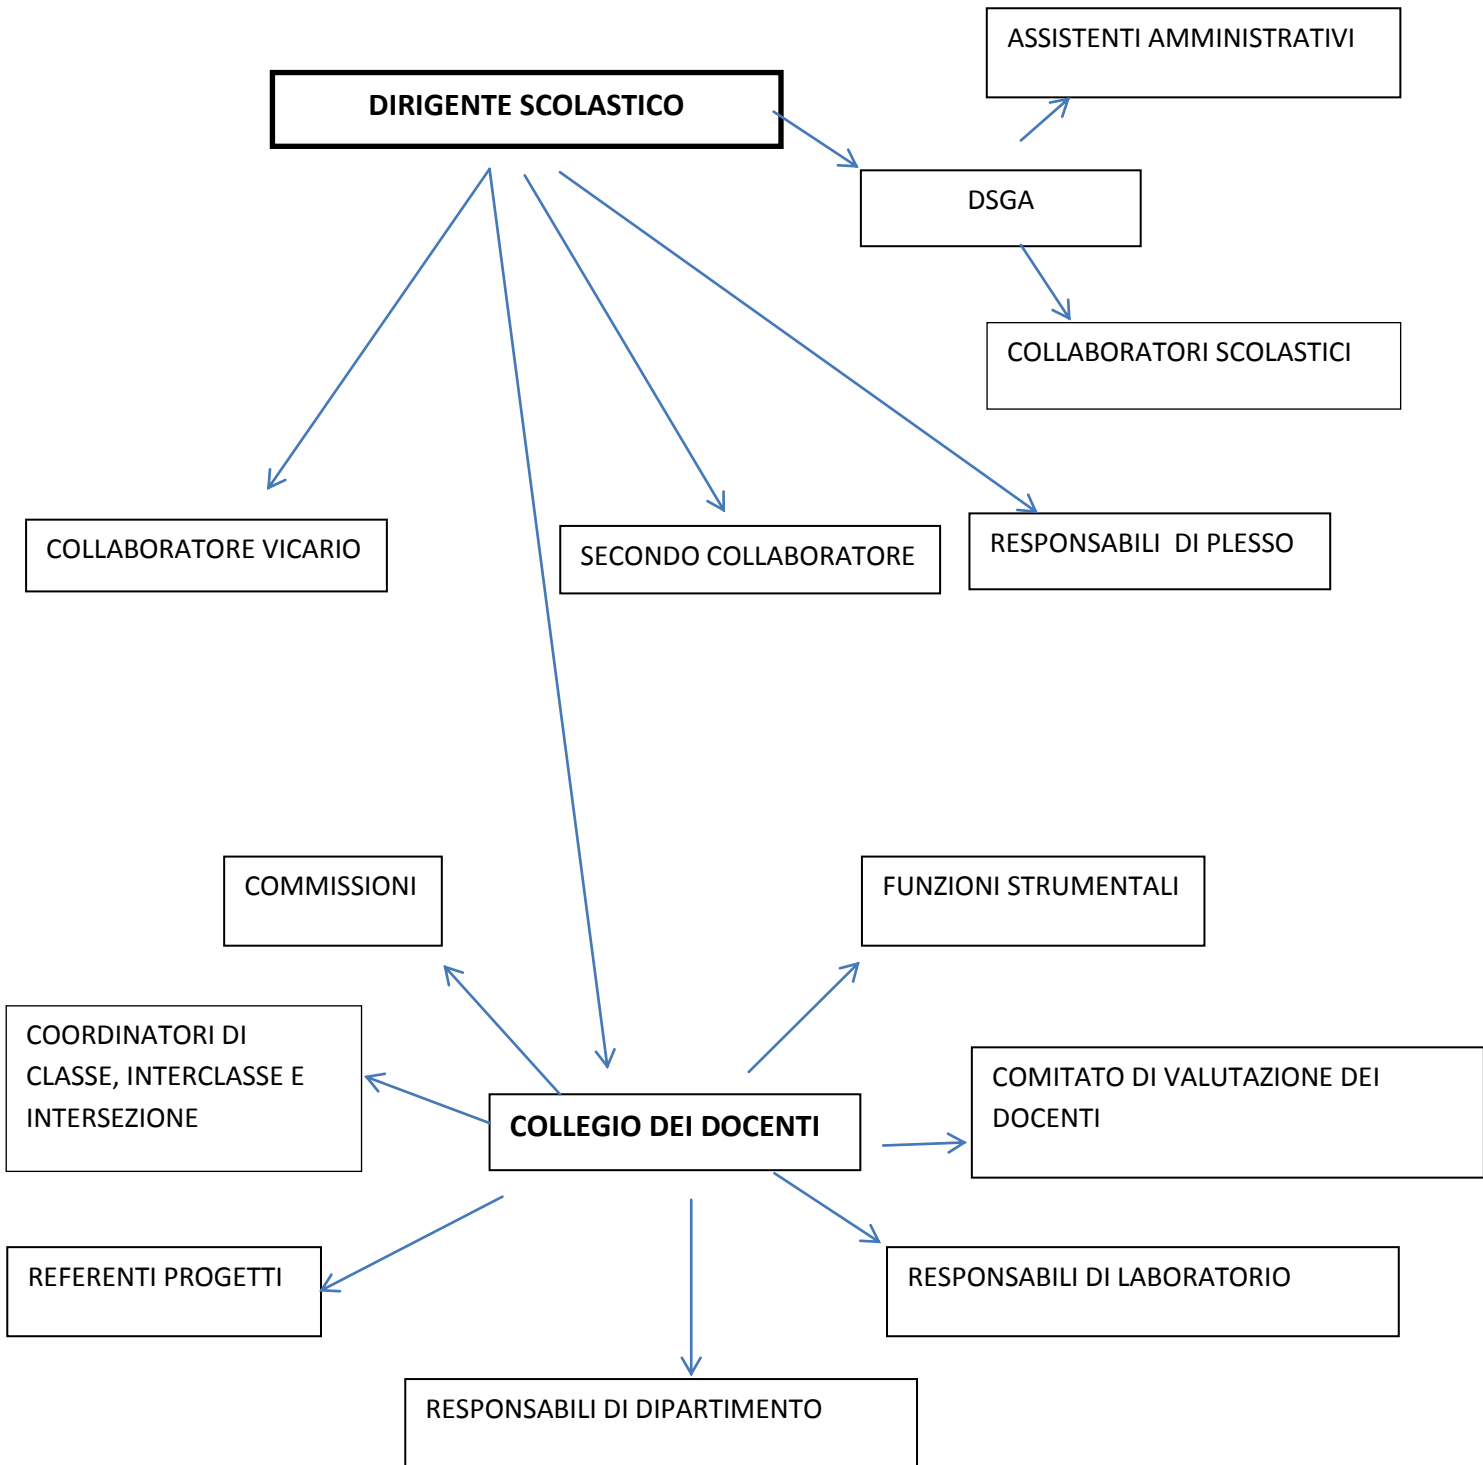 ASSISTENTI AMMINISTRATIVI
DIRIGENTE SCOLASTICO
DSGA
COLLABORATORI SCOLASTICI
COLLABORATORE VICARIO
SECONDO COLLABORATORE
RESPONSABILI  DI PLESSO
COMMISSIONI
FUNZIONI STRUMENTALI
COORDINATORI DI
CLASSE, INTERCLASSE E
INTERSEZIONE
COLLEGIO DEI DOCENTI
COMITATO DI VALUTAZIONE DEI
DOCENTI
REFERENTI PROGETTI
RESPONSABILI DI LABORATORIO
RESPONSABILI DI DIPARTIMENTO